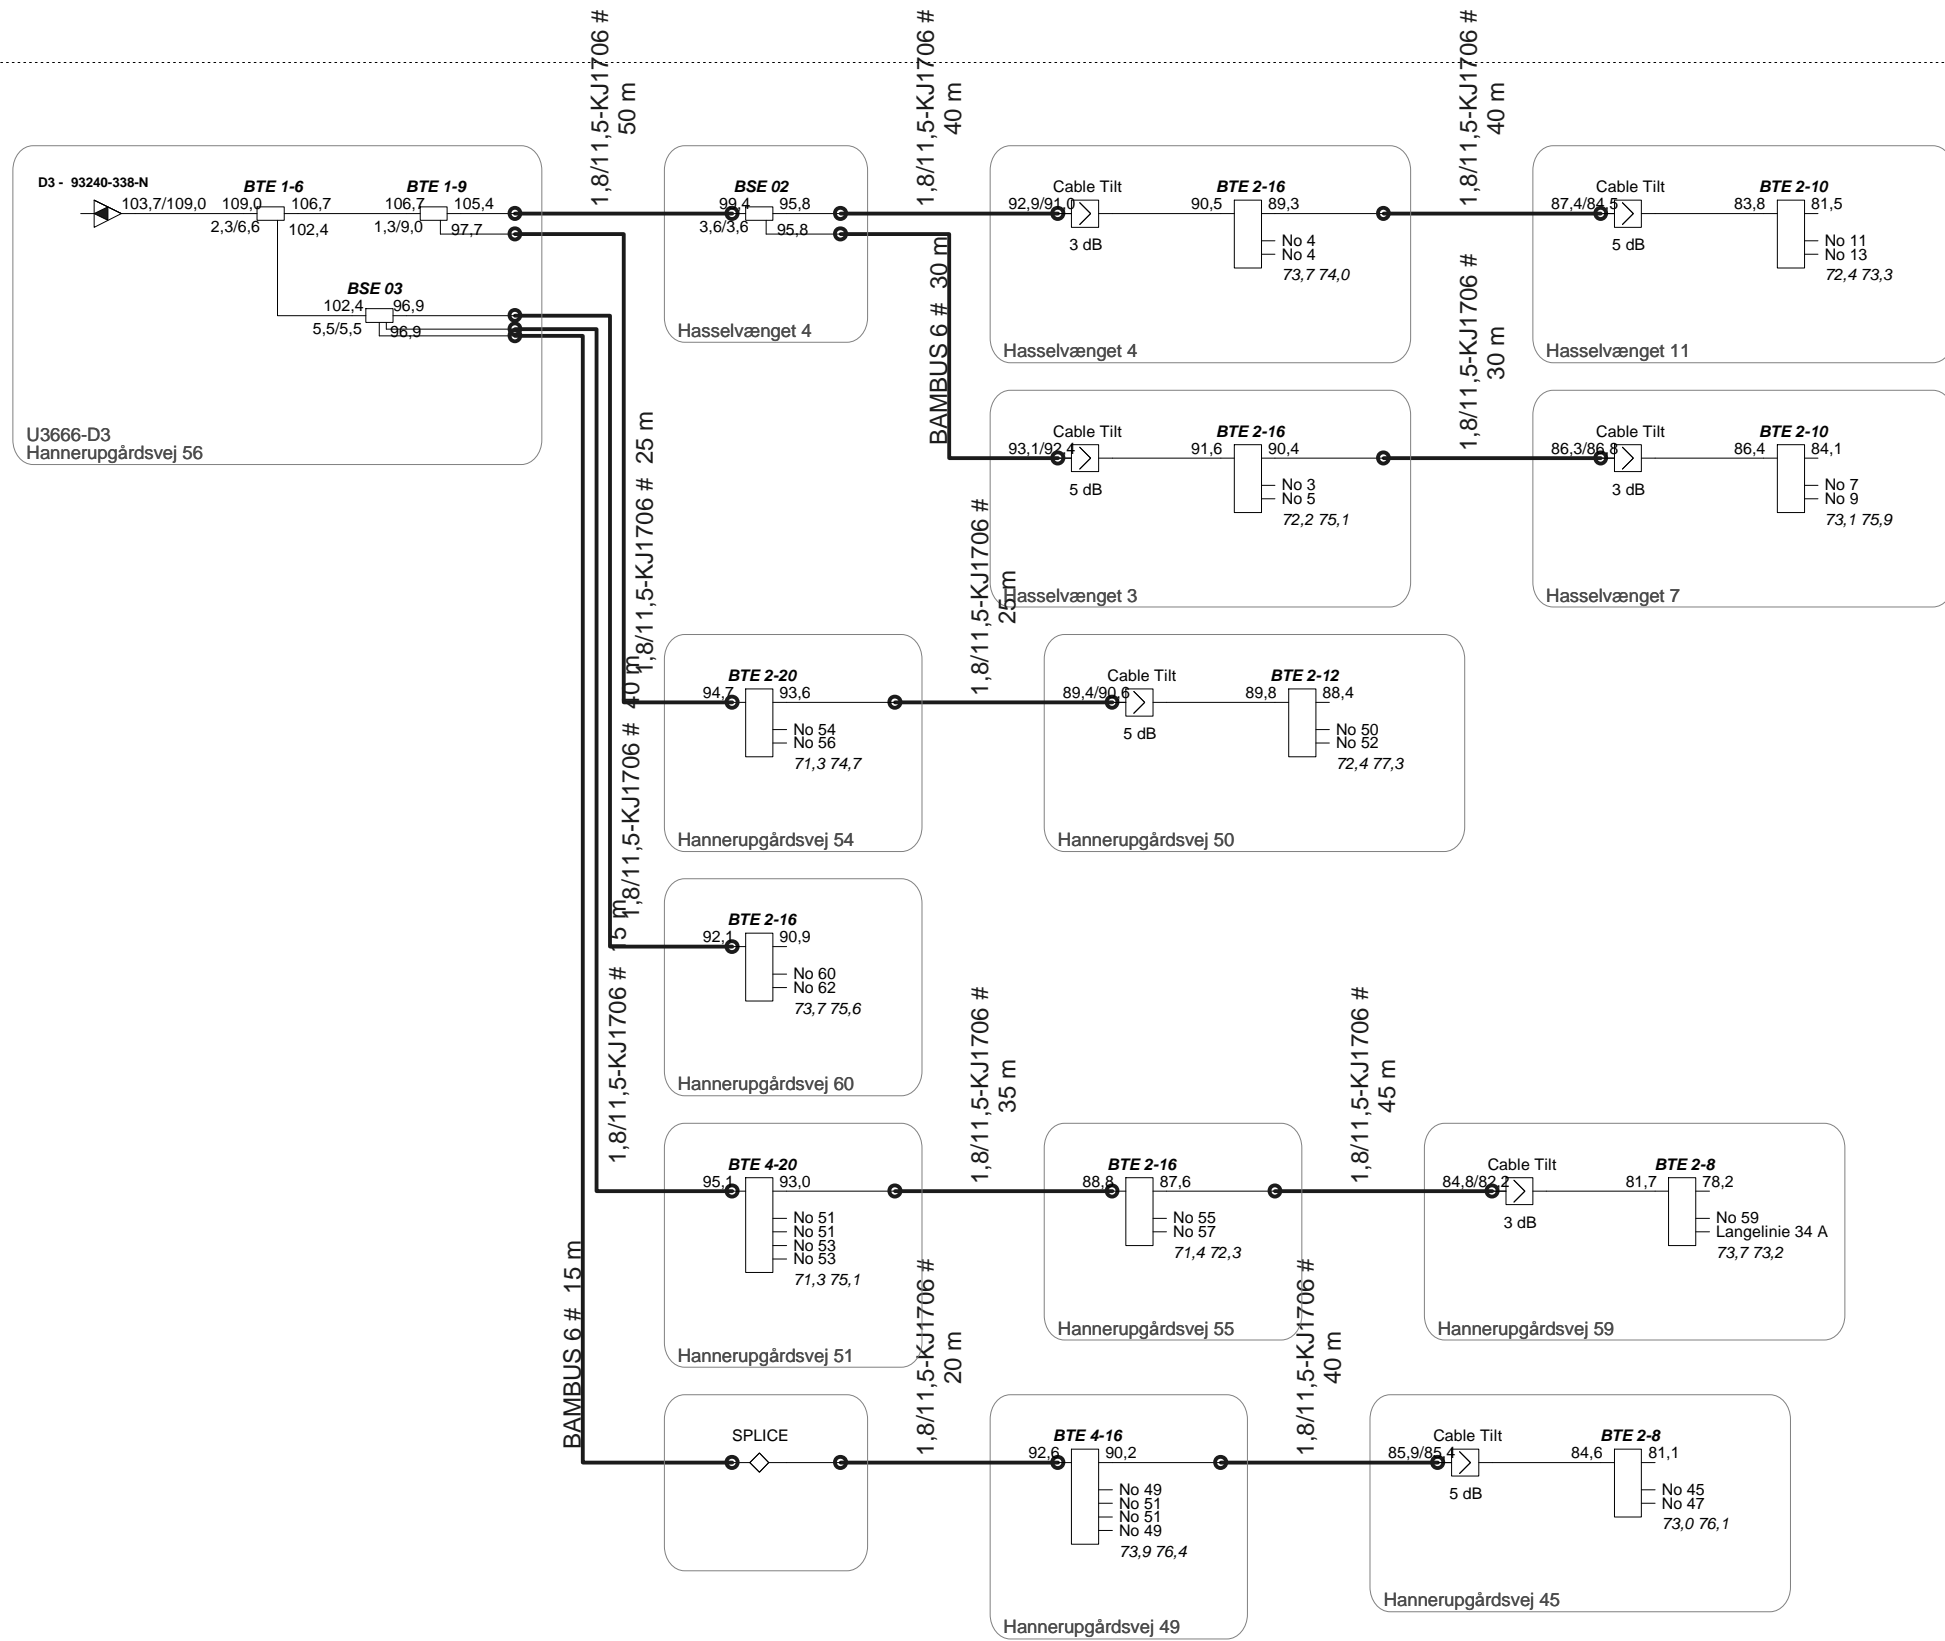 1,8/11,5-KJ1706 #
50 m
1,8/11,5-KJ1706 #
40 m
1,8/11,5-KJ1706 #
40 m
D3 - 93240-338-N
103,7/109,0
BTE 1-6
109,0 106,7
2,3/6,6 102,4
BTE 1-9
106,7 105,4
1,3/9,0 97,7
BSE 03
102,4 96,9
5,5/5,5 96,9
U3666-D3
Hannerupgårdsvej 56
BSE 02
99,4 95,8
3,6/3,6 95,8
Hasselvænget 4
Cable Tilt
92,9/91,0
3 dB
BTE 2-16
90,5 89,3
No 4
No 4
73,7 74,0
Hasselvænget 4
Cable Tilt
87,4/84,5
5 dB
BTE 2-10
83,8 81,5
No 11
No 13
72,4 73,3
Hasselvænget 11
BAMBUS 6 # 30 m
1,8/11,5-KJ1706 #
30 m
Cable Tilt
93,1/92,4
5 dB
BTE 2-16
91,6 90,4
No 3
No 5
72,2 75,1
Hasselvænget 3
Cable Tilt
86,3/86,8
3 dB
BTE 2-10
86,4 84,1
No 7
No 9
73,1 75,9
Hasselvænget 7
1,8/11,5-KJ1706 # 25 m
1,8/11,5-KJ1706 #
25 m
BTE 2-20
94,7 93,6
No 54
No 56
71,3 74,7
Hannerupgårdsvej 54
Cable Tilt
89,4/90,6
5 dB
BTE 2-12
89,8 88,4
No 50
No 52
72,4 77,3
Hannerupgårdsvej 50
1,8/11,5-KJ1706 # 40 m
BTE 2-16
92,1 90,9
No 60
No 62
73,7 75,6
Hannerupgårdsvej 60
1,8/11,5-KJ1706 # 15 m
1,8/11,5-KJ1706 #
35 m
1,8/11,5-KJ1706 #
45 m
BTE 4-20
95,1 93,0
No 51
No 51
No 53
No 53
71,3 75,1
Hannerupgårdsvej 51
BTE 2-16
88,8 87,6
No 55
No 57
71,4 72,3
Hannerupgårdsvej 55
Cable Tilt
84,8/82,2
3 dB
BTE 2-8
81,7 78,2
No 59
Langelinie 34 A
73,7 73,2
Hannerupgårdsvej 59
BAMBUS 6 # 15 m
1,8/11,5-KJ1706 #
20 m
1,8/11,5-KJ1706 #
40 m
SPLICE
BTE 4-16
92,6 90,2
No 49
No 51
No 51
No 49
73,9 76,4
Hannerupgårdsvej 49
Cable Tilt
85,9/85,4
5 dB
BTE 2-8
84,6 81,1
No 45
No 47
73,0 76,1
Hannerupgårdsvej 45